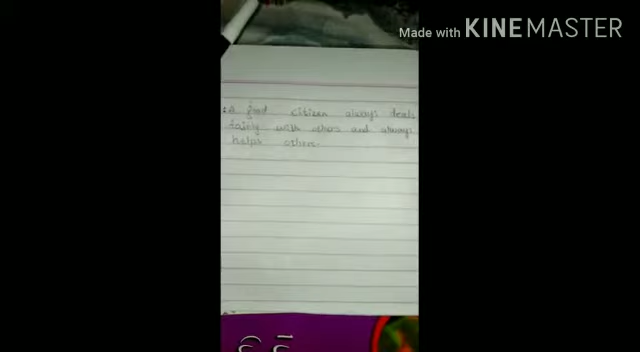 Made with KINEMASTER
: A good citizen always deals
fairly with others and always
helps others.